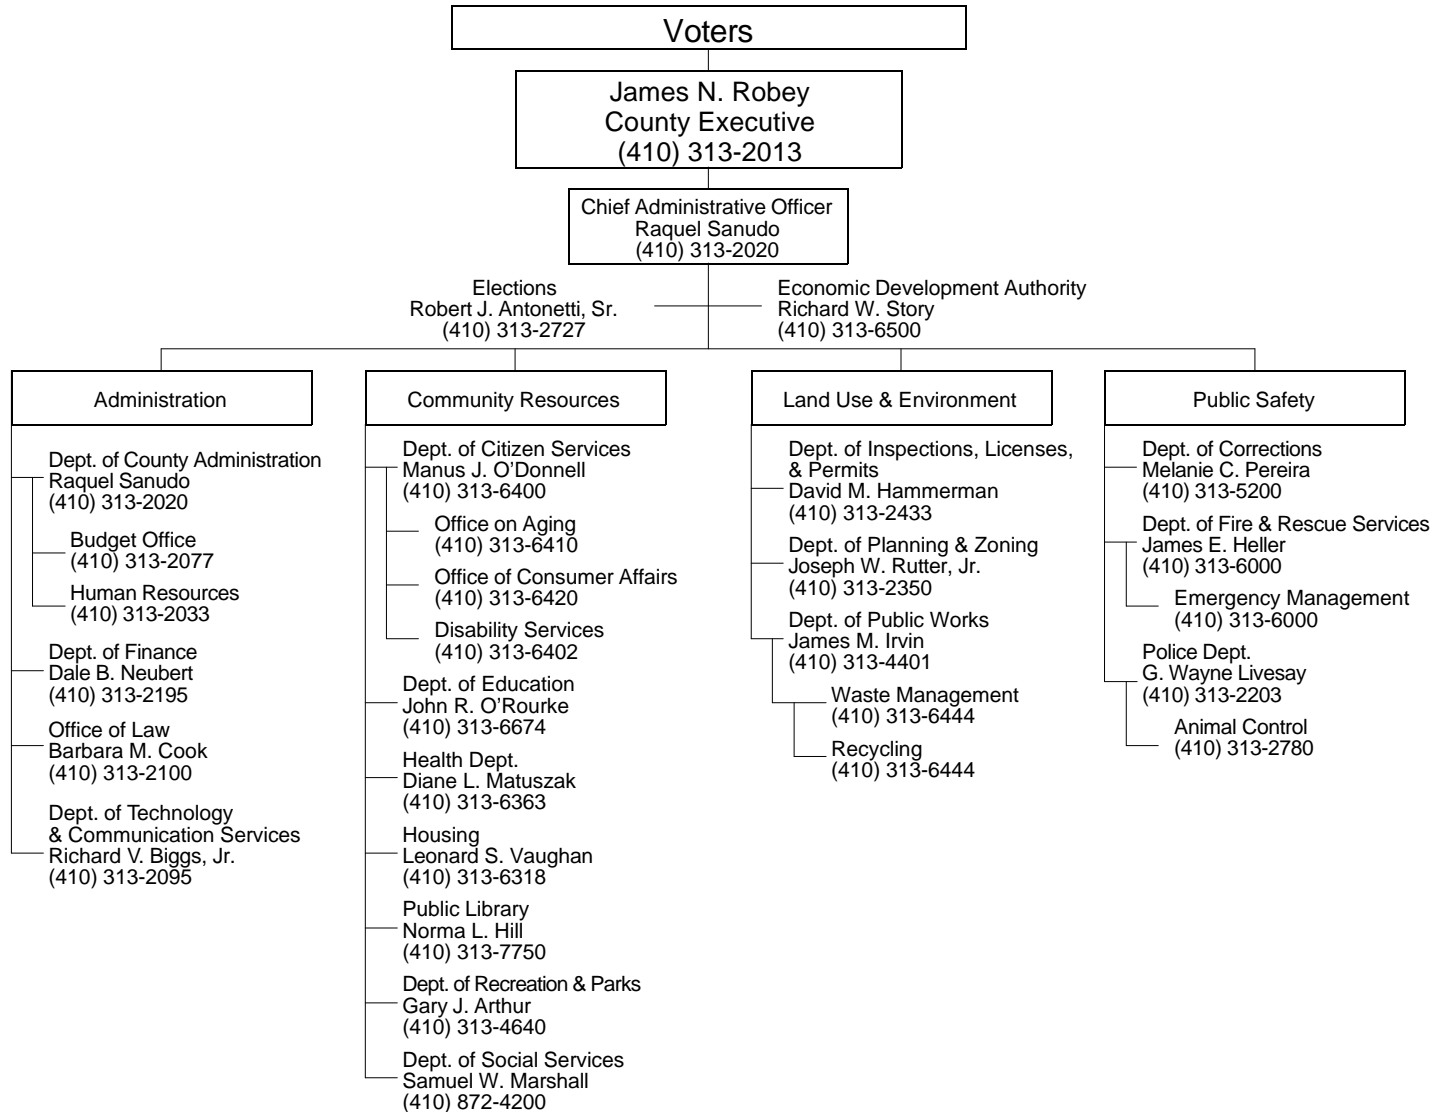 Voters
James N. Robey
County Executive
(410) 313-2013
Chief Administrative Officer
Raquel Sanudo
(410) 313-2020
Elections
Robert J. Antonetti, Sr.
(410) 313-2727
Economic Development Authority
Richard W. Story
(410) 313-6500
Administration
Dept. of County Administration
Raquel Sanudo
(410) 313-2020
Budget Office
(410) 313-2077
Human Resources
(410) 313-2033
Dept. of Finance
Dale B. Neubert
(410) 313-2195
Office of Law
Barbara M. Cook
(410) 313-2100
Dept. of Technology
& Communication Services
Richard V. Biggs, Jr.
(410) 313-2095
Community Resources
Dept. of Citizen Services
Manus J. O’Donnell
(410) 313-6400
Office on Aging
(410) 313-6410
Office of Consumer Affairs
(410) 313-6420
Disability Services
(410) 313-6402
Dept. of Education
John R. O’Rourke
(410) 313-6674
Health Dept.
Diane L. Matuszak
(410) 313-6363
Housing
Leonard S. Vaughan
(410) 313-6318
Public Library
Norma L. Hill
(410) 313-7750
Dept. of Recreation & Parks
Gary J. Arthur
(410) 313-4640
Dept. of Social Services
Samuel W. Marshall
(410) 872-4200
Land Use & Environment
Dept. of Inspections, Licenses,
& Permits
David M. Hammerman
(410) 313-2433
Dept. of Planning & Zoning
Joseph W. Rutter, Jr.
(410) 313-2350
Dept. of Public Works
James M. Irvin
(410) 313-4401
Waste Management
(410) 313-6444
Recycling
(410) 313-6444
Public Safety
Dept. of Corrections
Melanie C. Pereira
(410) 313-5200
Dept. of Fire & Rescue Services
James E. Heller
(410) 313-6000
Emergency Management
(410) 313-6000
Police Dept.
G. Wayne Livesay
(410) 313-2203
Animal Control
(410) 313-2780